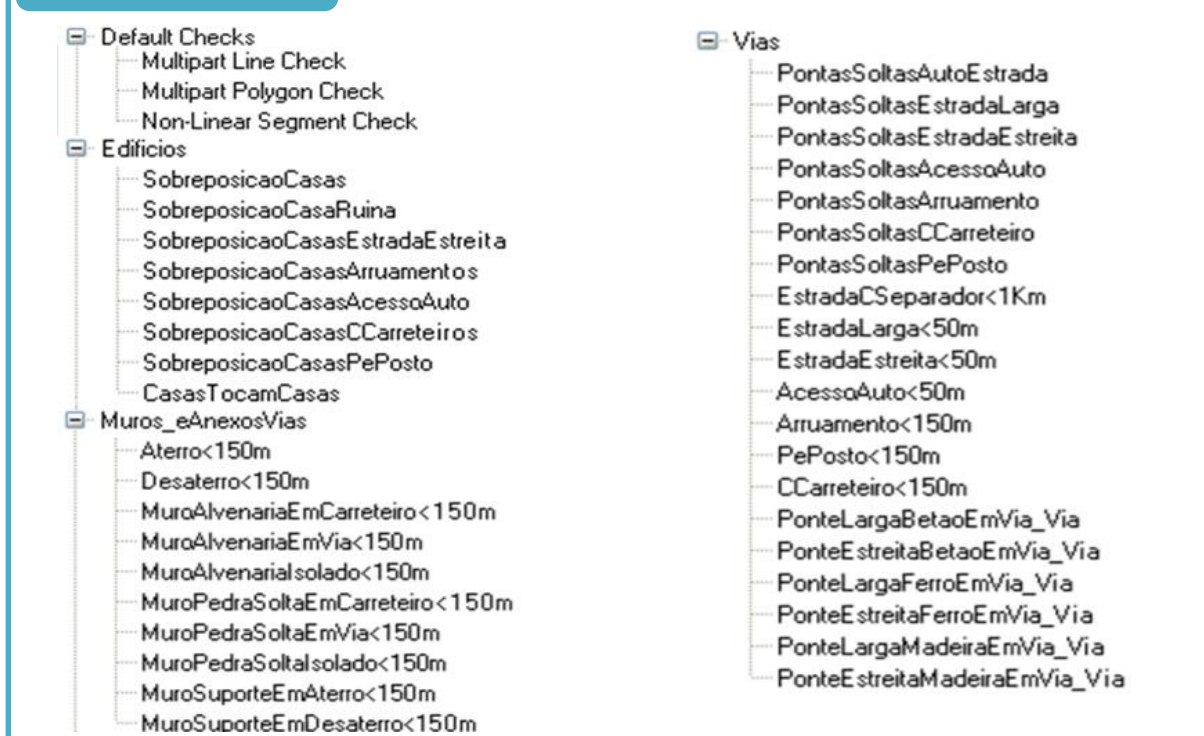 Default Checks
Multipart Line Check
Multipart Polygon Check
Non-Linear Segment Check
Edificios
SobreposicaoCasas
SobreposicaoCasaRuina
SobreposicaoCasasEstradaEstreita
SobreposicaoCasasArruamentos
SobreposicaoCasasAcessoAuto
SobreposicaoCasasCCarreteiros
SobreposicaoCasasPePosto
CasasTocamCasas
Muros_eAnexosVias
Aterro<150m
Desaterro<150m
MuroAlvenariaEmCarreteiro<150m
MuroAlvenariaEmVia<150m
MuroAlvenariaIsolado<150m
MuroPedraSoltaEmCarreteiro<150m
MuroPedraSoltaEmVia<150m
MuroPedraSoltaIsolado<150m
MuroSuporteEmAterro<150m
MuroSuporteEmDesaterro<150m
Vias
PontasSoltasAutoEstrada
PontasSoltasEstradaLarga
PontasSoltasEstradaEstreita
PontasSoltasAcessoAuto
PontasSoltasArruamento
PontasSoltasCCarreteiro
PontasSoltasPePosto
EstradaCSeparador<1Km
EstradaLarga<50m
EstradaEstreita<50m
AcessoAuto<50m
Arruamento<150m
PePosto<150m
CCarreteiro<150m
PonteLargaBetaoEmVia_Via
PonteEstreitaBetaoEmVia_Via
PonteLargaFerroEmVia_Via
PonteEstreitaFerroEmVia_Via
PonteLargaMadeiraEmVia_Via
PonteEstreitaMadeiraEmVia_Via